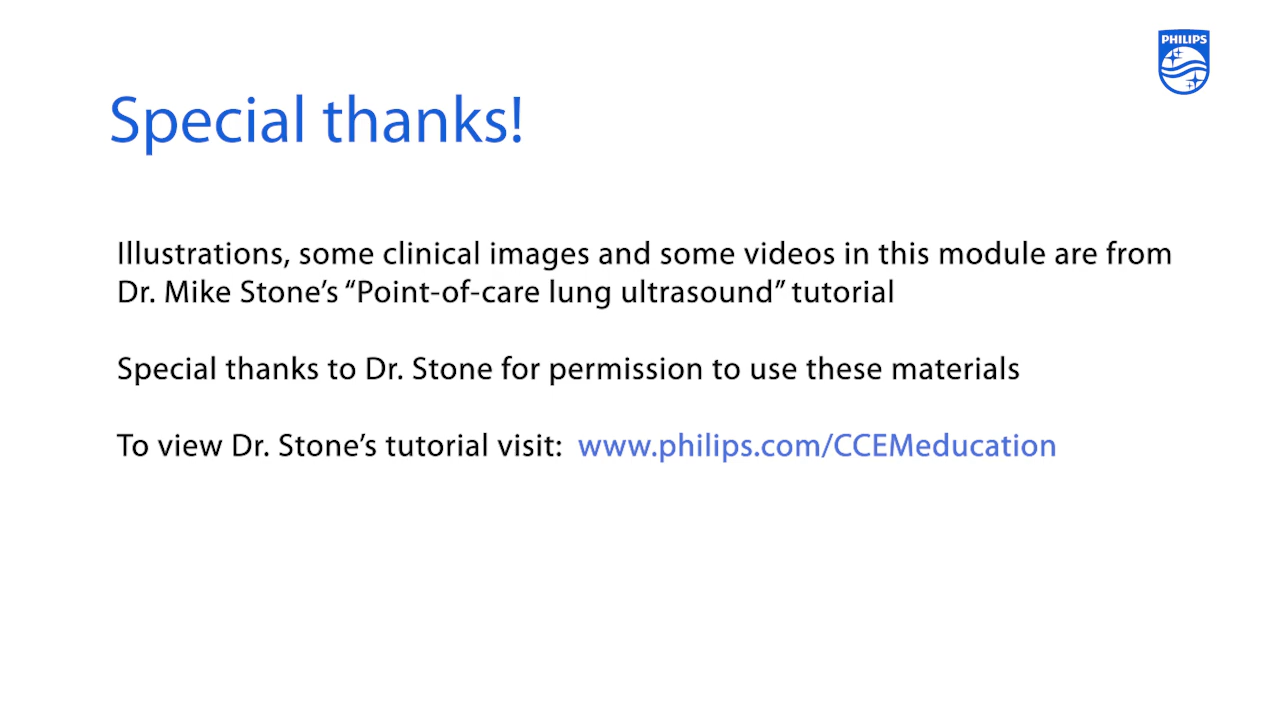 PHILIPS
Special thanks!
Illustrations, some clinical images and some videos in this module are from
Dr. Mike Stone’s “Point-of-care lung ultrasound” tutorial
Special thanks to Dr. Stone for permission to use these materials
To view Dr. Stone’s tutorial visit: www.philips.com/CCEMeducation